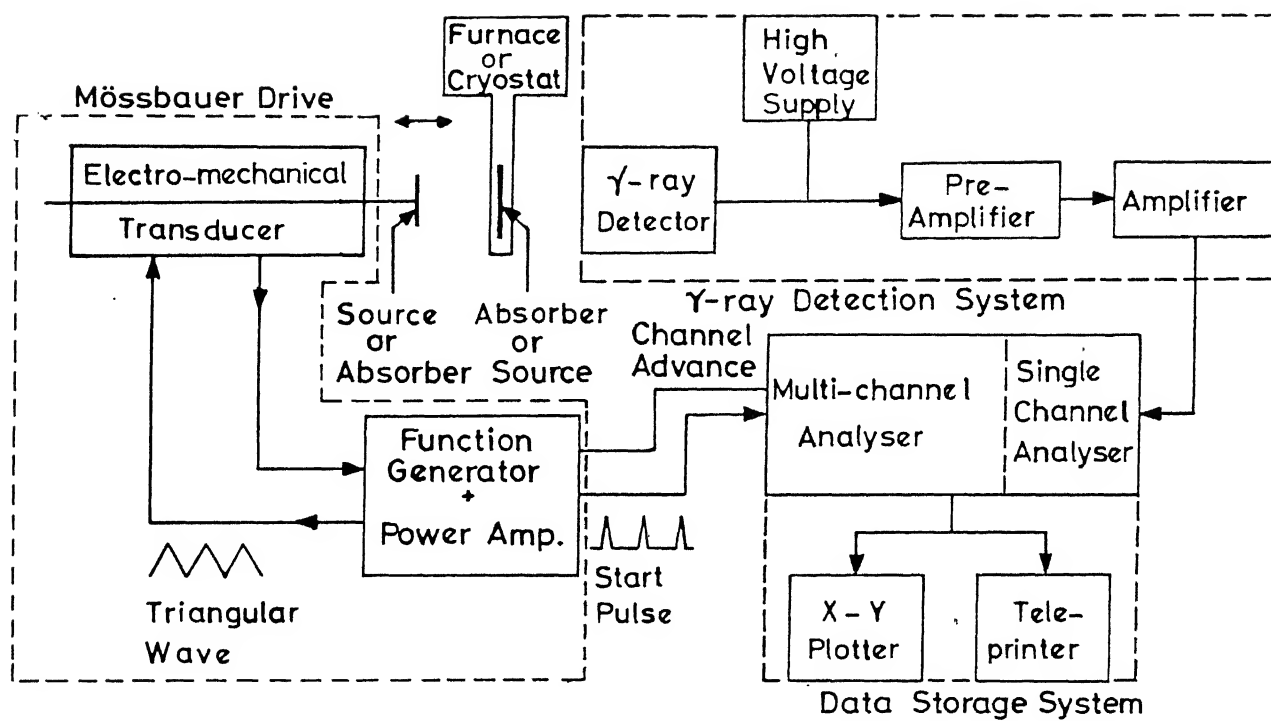 Mössbauer Drive
Electro-mechanical
Transducer
Furnace
or
Cryostat
High
Voltage
Supply
γ-ray
Detector
Pre-
Amplifier
Amplifier
γ-ray Detection System
Source
or
Absorber
Absorber
or
Source
Channel
Advance
Multi-channel
Analyser
Single
Channel
Analyser
Function
Generator
+
Power Amp.
Triangular
Wave
Start
Pulse
X-Y
Plotter
Tele-
printer
Data Storage System